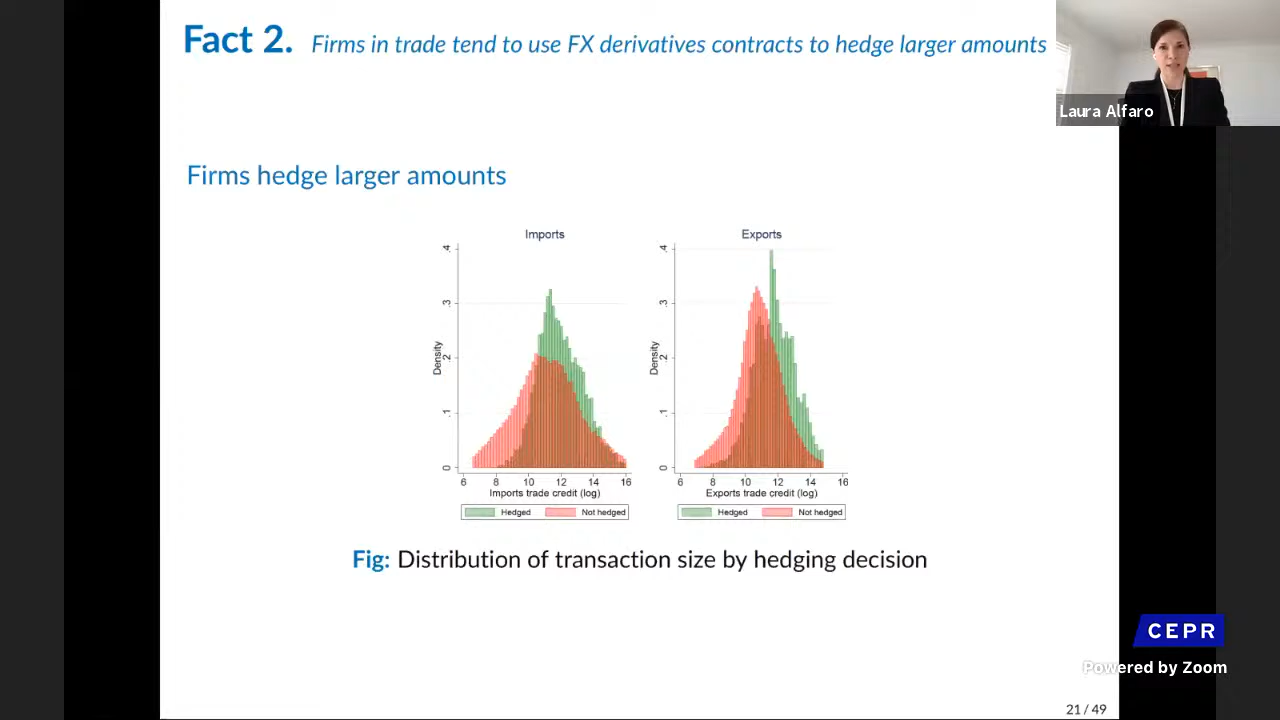 Fact 2. Firms in trade tend to use FX derivatives contracts to hedge larger amounts
Laura Alfaro
Firms hedge larger amounts
Imports
Exports
Density
0 .1 .2 .3 .4
6 8 10 12 14 16
Imports trade credit (log)
Hedged Not hedged
Density
0 .1 .2 .3 .4
6 8 10 12 14 16
Exports trade credit (log)
Hedged Not hedged
Fig: Distribution of transaction size by hedging decision
CEPR
Powered by Zoom
21 / 49